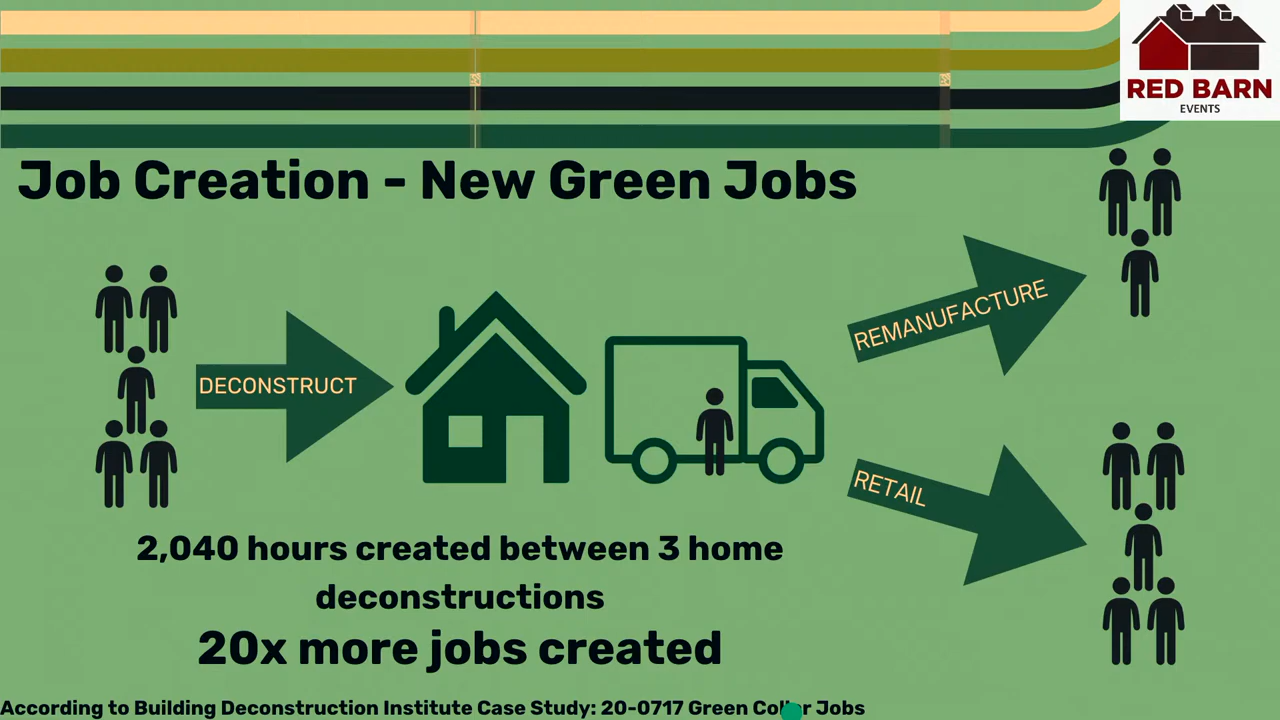 RED BARN
EVENTS
Job Creation - New Green Jobs
DECONSTRUCT
REMANUFACTURE
RETAIL
2,040 hours created between 3 home
deconstructions
20x more jobs created
According to Building Deconstruction Institute Case Study: 20-0717 Green Collar Jobs